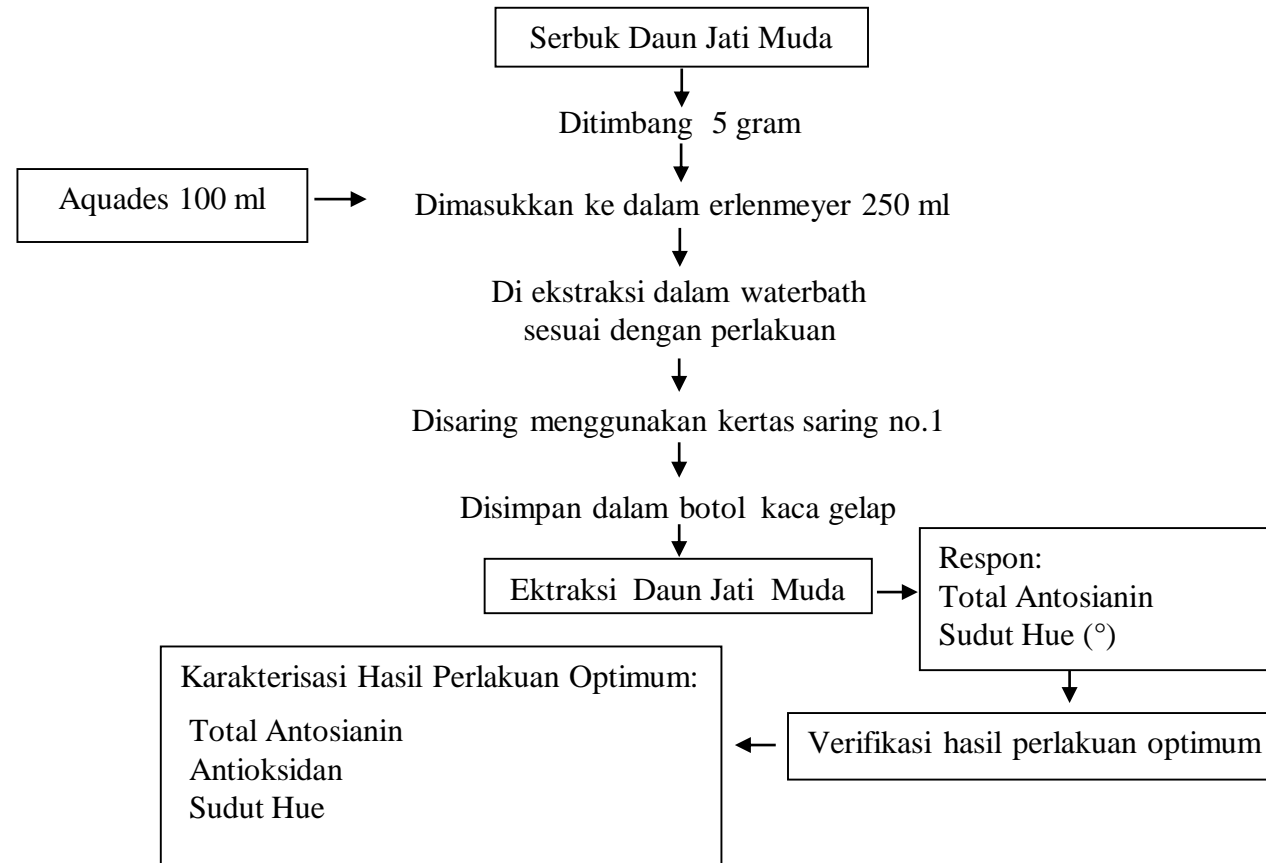 Serbuk Daun Jati Muda
Ditimbang 5 gram
Aquades 100 ml
Dimasukkan ke dalam erlenmeyer 250 ml
Di ekstraksi dalam waterbath
sesuai dengan perlakuan
Disaring menggunakan kertas saring no.1
Disimpan dalam botol kaca gelap
Ektraksi Daun Jati Muda
Respon:
Total Antosianin
Sudut Hue (°)
Verifikasi hasil perlakuan optimum
Karakterisasi Hasil Perlakuan Optimum:
Total Antosianin
Antioksidan
Sudut Hue